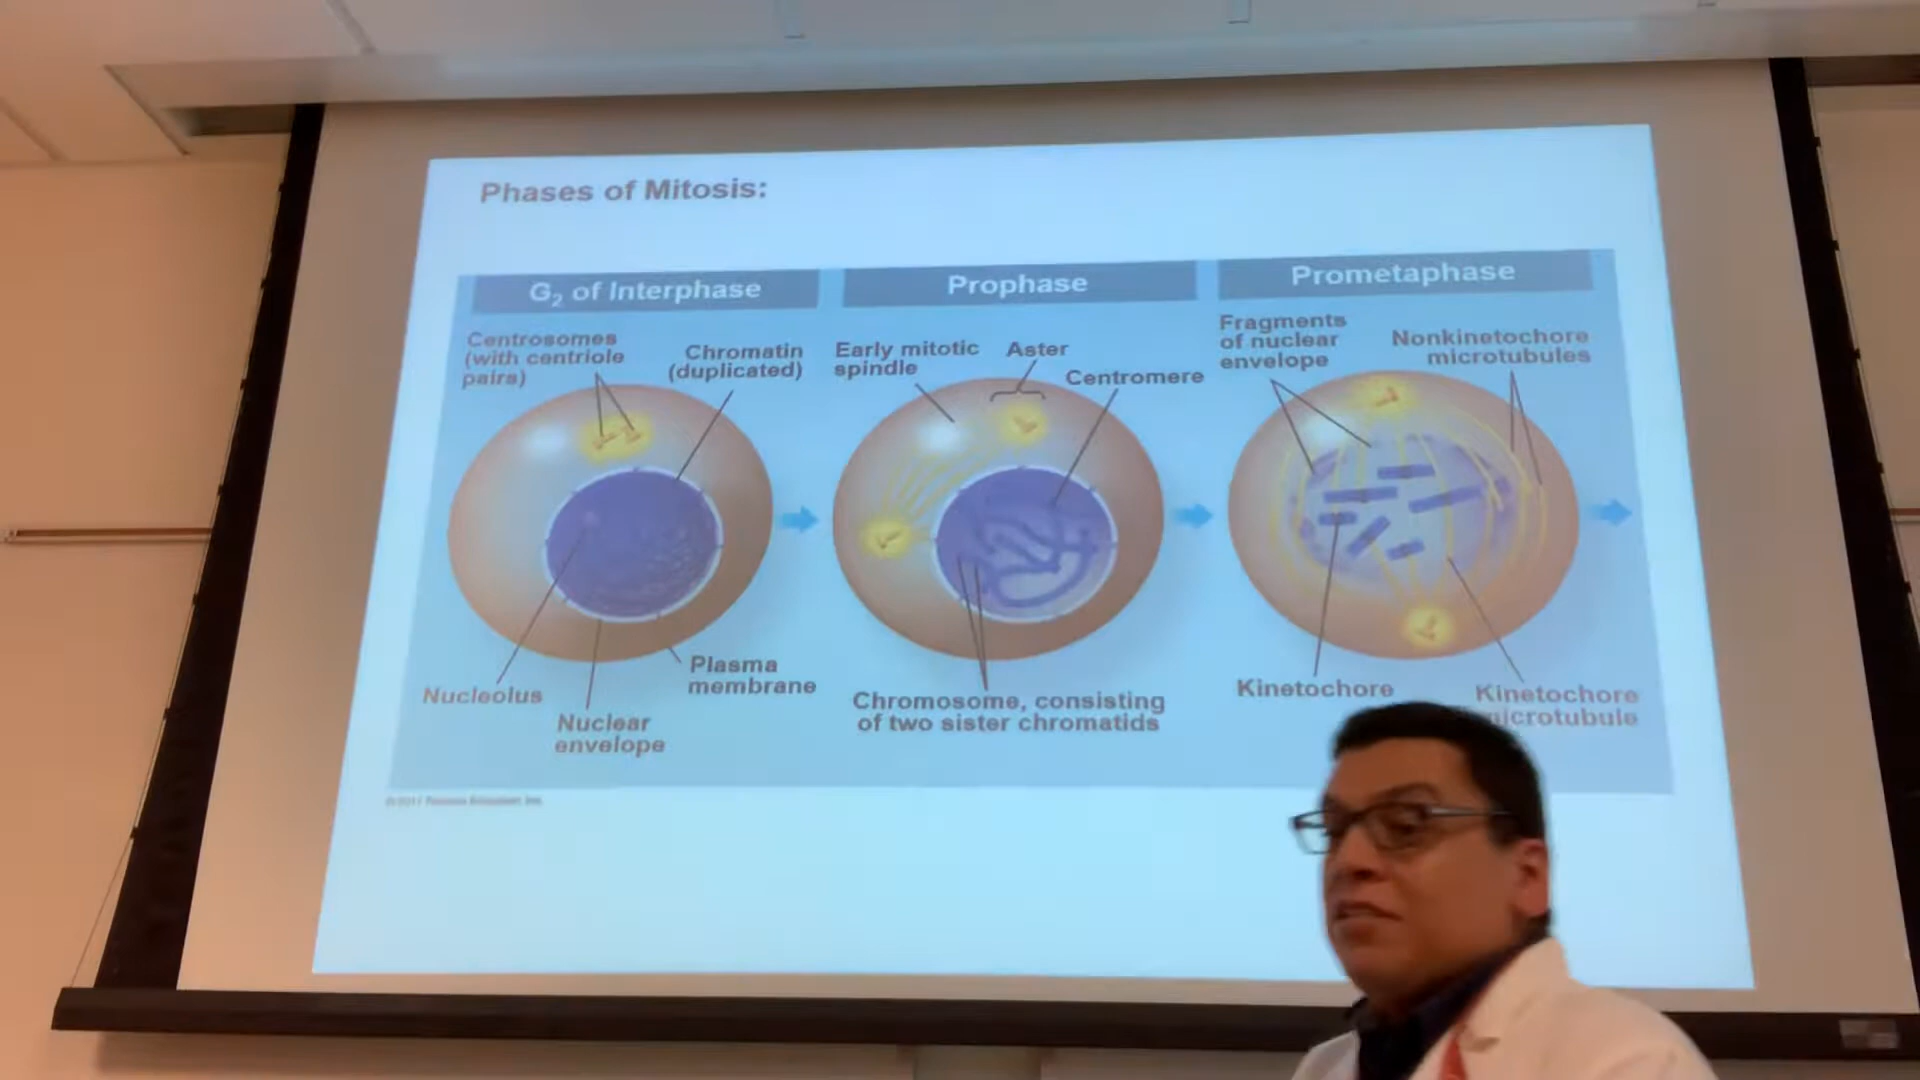 Phases of Mitosis:
G₂ of Interphase
Centrosomes
(with centriole
pairs)
Chromatin
(duplicated)
Nucleolus
Nuclear
envelope
Plasma
membrane
Prophase
Early mitotic
spindle
Aster
Centromere
Chromosome, consisting
of two sister chromatids
Prometaphase
Fragments
of nuclear
envelope
Nonkinetochore
microtubules
Kinetochore
Kinetochore
microtubule